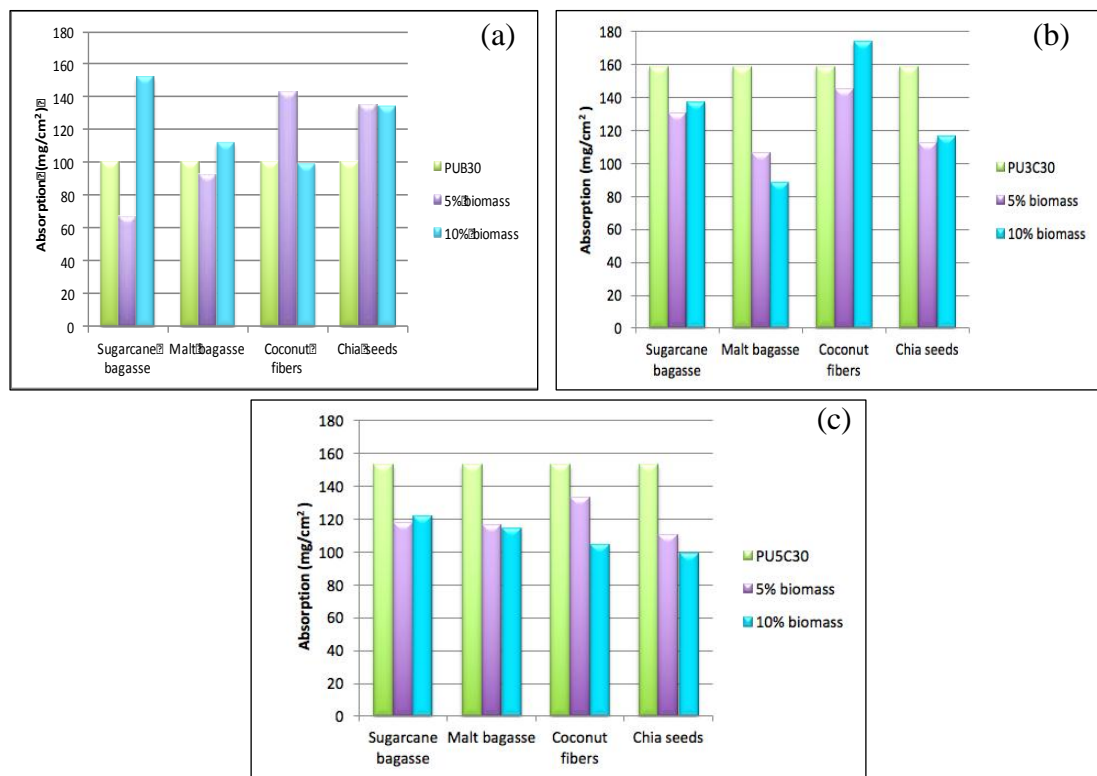 (a)
Absorption (mg/cm²)
180
160
140
120
100
80
60
40
20
0
Sugarcane bagasse
Malt bagasse
Coconut fibers
Chia seeds
PUB30
5% biomass
10% biomass
(b)
Absorption (mg/cm²)
180
160
140
120
100
80
60
40
20
0
Sugarcane
bagasse
Malt bagasse
Coconut
fibers
Chia seeds
PU3C30
5% biomass
10% biomass
(c)
Absorption (mg/cm²)
180
160
140
120
100
80
60
40
20
0
Sugarcane
bagasse
Malt bagasse
Coconut
fibers
Chia seeds
PU5C30
5% biomass
10% biomass